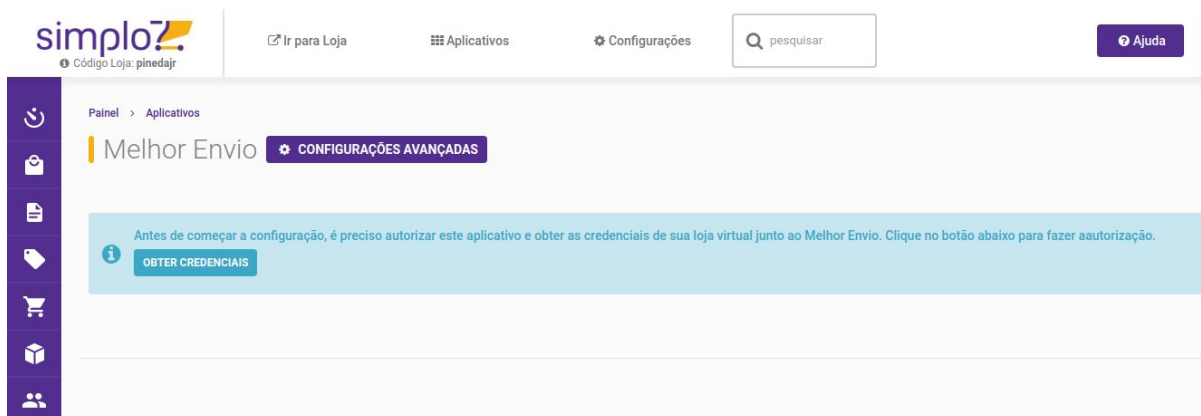 simplo7
Código Loja: pinedajr
Ir para Loja
Aplicativos
Configurações
pesquisar
Ajuda
Painel > Aplicativos
Melhor Envio
CONFIGURAÇÕES AVANÇADAS
Antes de começar a configuração, é preciso autorizar este aplicativo e obter as credenciais de sua loja virtual junto ao Melhor Envio. Clique no botão abaixo para fazer aautorização.
OBTER CREDENCIAIS